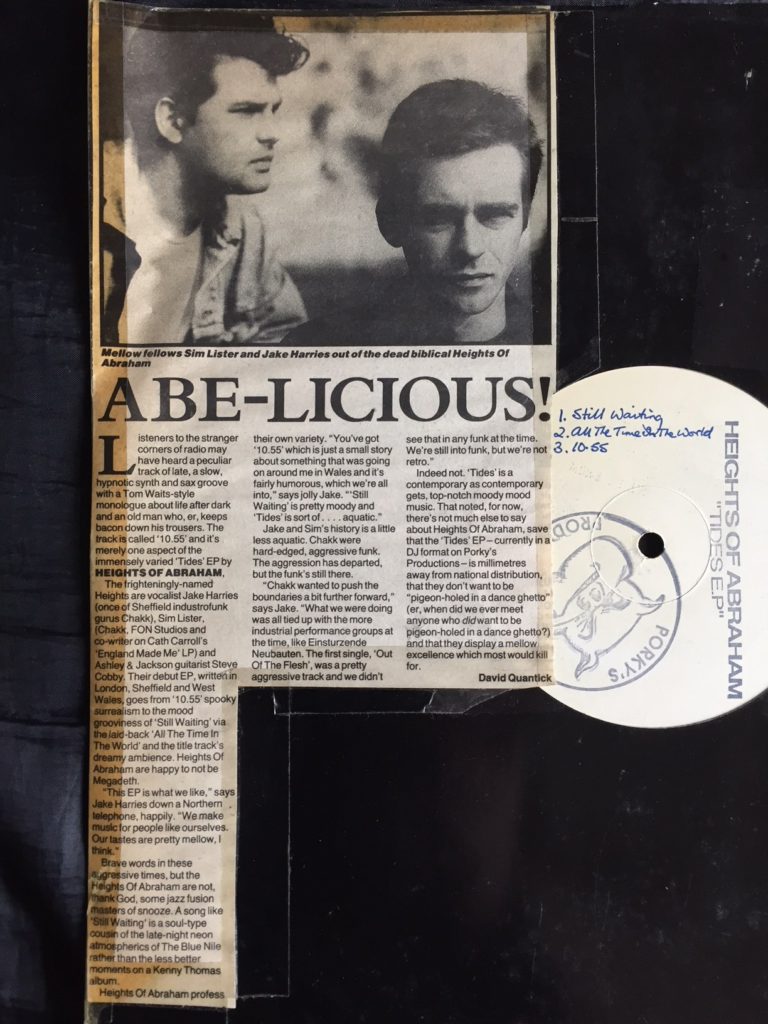 Mellow fellows Sim Lister and Jake Harries out of the dead biblical Heights Of
Abraham
ABE-LICIOUS!
Listeners to the stranger
corners of radio may
have heard a peculiar
track of late, a slow,
hypnotic synth and sax groove
with a Tom Waits-style
monologue about life after dark
and an old man who, er, keeps
bacon down his trousers. The
track is called '10.55' and it's
merely one aspect of the
immensely varied 'Tides' EP by
HEIGHTS OF ABRAHAM.
The frighteningly-named
Heights are vocalist Jake Harries
(once of Sheffield industrofunk
gurus Chakk), Sim Lister,
(Chakk, FON Studios and
co-writer on Cath Carroll's
'England Made Me' LP) and
Ashley & Jackson guitarist Steve
Cobby. Their debut EP, written in
London, Sheffield and West
Wales, goes from '10.55' spooky
surrealism to the mood
grooviness of 'Still Waiting' via
the laid-back 'All The Time In
The World' and the title track's
dreamy ambience. Heights Of
Abraham are happy to not be
Megadeth.
"This EP is what we like," says
Jake Harries down a Northern
telephone, happily. "We make
music for people like ourselves.
Our tastes are pretty mellow, I
think."
Brave words in these
aggressive times, but the
Heights Of Abraham are not,
thank God, some jazz fusion
masters of snooze. A song like
'Still Waiting' is a soul-type
cousin of the late-night neon
atmospherics of The Blue Nile
rather than the less better
moments on a Kenny Thomas
album.
Heights Of Abraham profess
their own variety. "You've got
'10.55' which is just a small story
about something that was going
on around me in Wales and it's
fairly humorous, which we're all
into," says jolly Jake. "'Still
Waiting' is pretty moody and
'Tides' is sort of .... aquatic."
Jake and Sim's history is a little
less aquatic. Chakk were
hard-edged, aggressive funk.
The aggression has departed,
but the funk's still there.
"Chakk wanted to push the
boundaries a bit further forward,"
says Jake. "What we were doing
was all tied up with the more
industrial performance groups at
the time, like Einsturzende
Neubauten. The first single, 'Out
Of The Flesh', was a pretty
aggressive track and we didn't
see that in any funk at the time.
We're still into funk, but we're not
retro."
Indeed not. 'Tides' is a
contemporary as contemporary
gets, top-notch moody mood
music. That noted, for now,
there's not much else to say
about Heights Of Abraham, save
that the 'Tides' EP – currently in a
DJ format on Porky's
Productions – is millimetres
away from national distribution,
that they don't want to be
"pigeon-holed in a dance ghetto"
(er, when did we ever meet
anyone who did want to be
pigeon-holed in a dance ghetto?)
and that they display a mellow
excellence which most would kill
for.
David Quantick
1. Still Waiting
2. All The Time In The World
3. 10-55
HEIGHTS OF ABRAHAM
"TIDES E.P"
PORKY'S
PROD